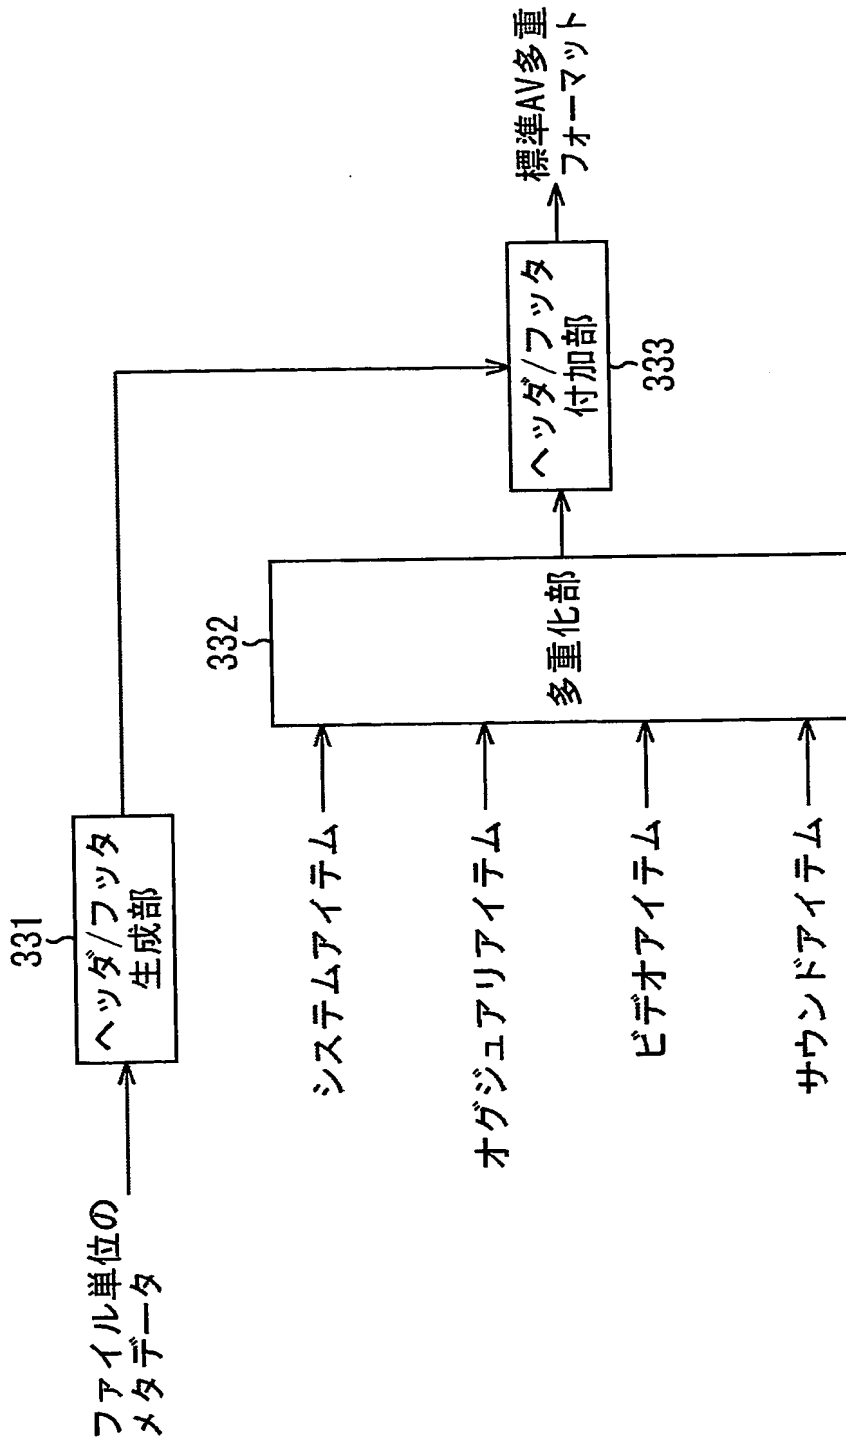 ファイル単位の
メタデータ
331
ヘッダ/フッタ
生成部
システムアイテム
オグジュアリアイテム
ビデオアイテム
サウンドアイテム
332
多重化部
ヘッダ/フッタ
付加部
333
標準AV多重
フォーマット